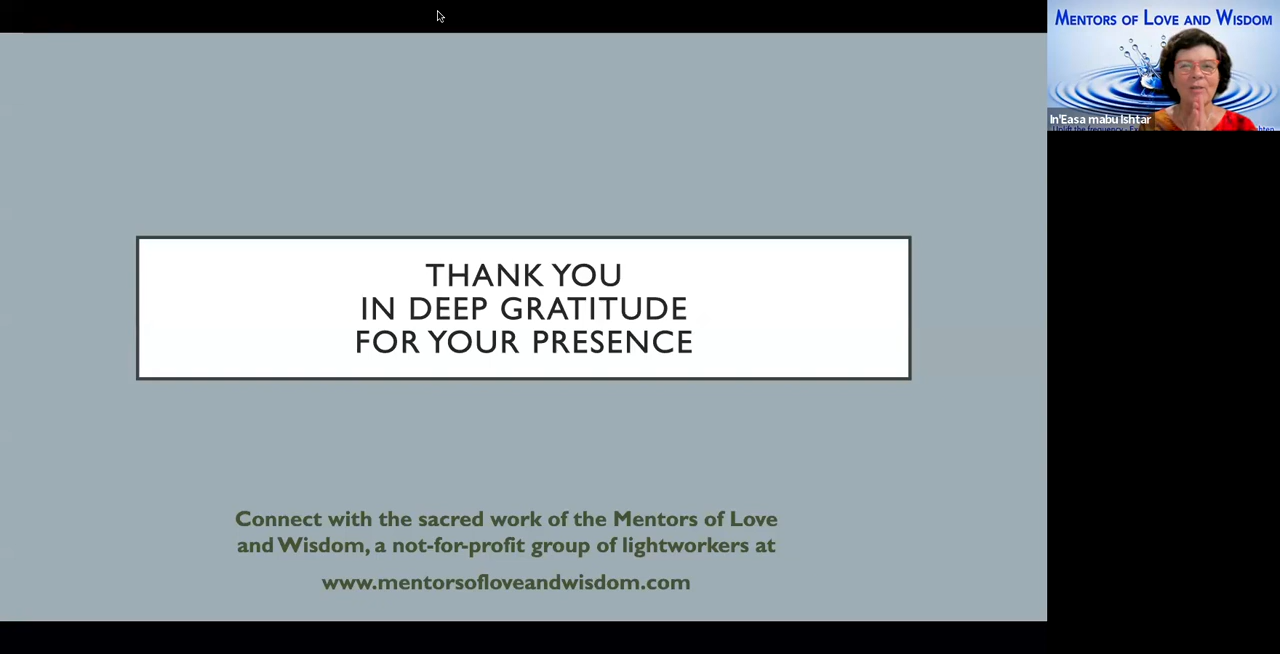 MENTORS OF LOVE AND WISDOM
In'Easa mabu Ishtar
THANK YOU
IN DEEP GRATITUDE
FOR YOUR PRESENCE
Connect with the sacred work of the Mentors of Love
and Wisdom, a not-for-profit group of lightworkers at
www.mentorsofloveandwisdom.com